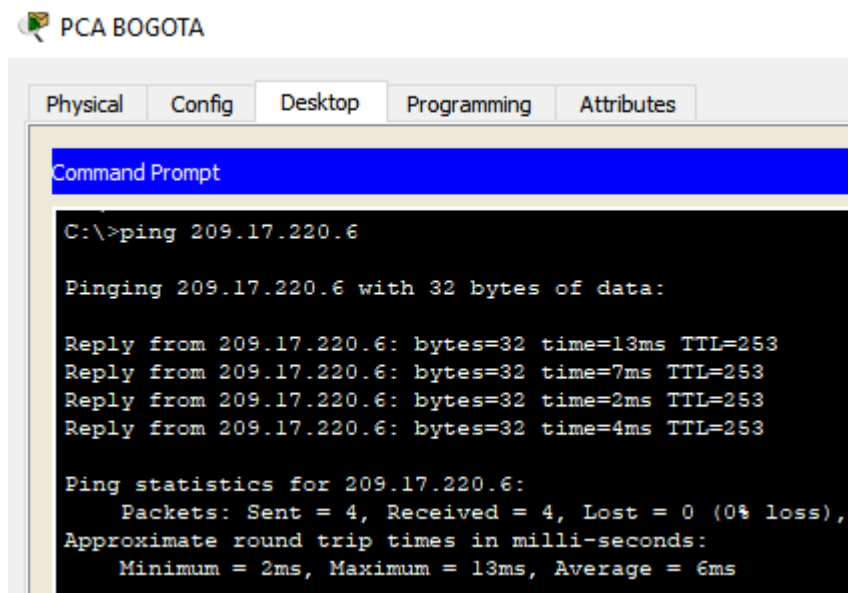 PCA BOGOTA
Physical Config Desktop Programming Attributes
Command Prompt
C:\>ping 209.17.220.6
Pinging 209.17.220.6 with 32 bytes of data:
Reply from 209.17.220.6: bytes=32 time=13ms TTL=253
Reply from 209.17.220.6: bytes=32 time=7ms TTL=253
Reply from 209.17.220.6: bytes=32 time=2ms TTL=253
Reply from 209.17.220.6: bytes=32 time=4ms TTL=253
Ping statistics for 209.17.220.6:
Packets: Sent = 4, Received = 4, Lost = 0 (0% loss),
Approximate round trip times in milli-seconds:
Minimum = 2ms, Maximum = 13ms, Average = 6ms